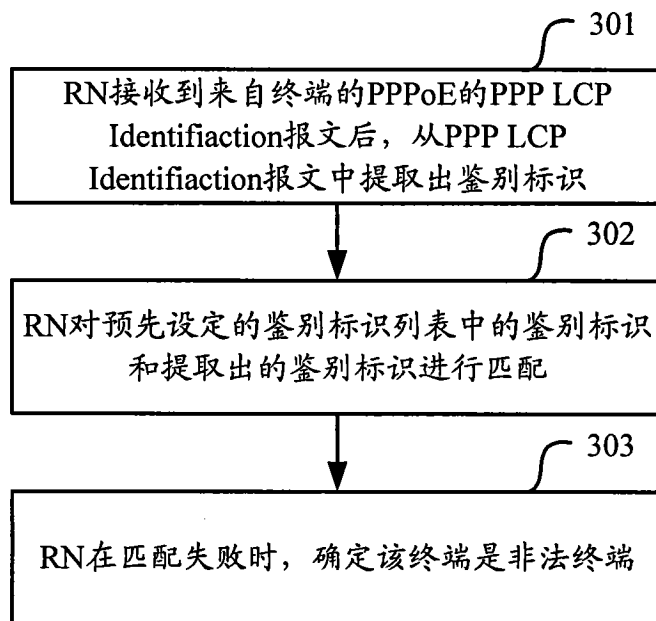 301
RN接收到来自终端的PPPoE的PPP LCP
Identifiaction报文后，从PPP LCP
Identifiaction报文中提取出鉴别标识
302
RN对预先设定的鉴别标识列表中的鉴别标识
和提取出的鉴别标识进行匹配
303
RN在匹配失败时，确定该终端是非法终端